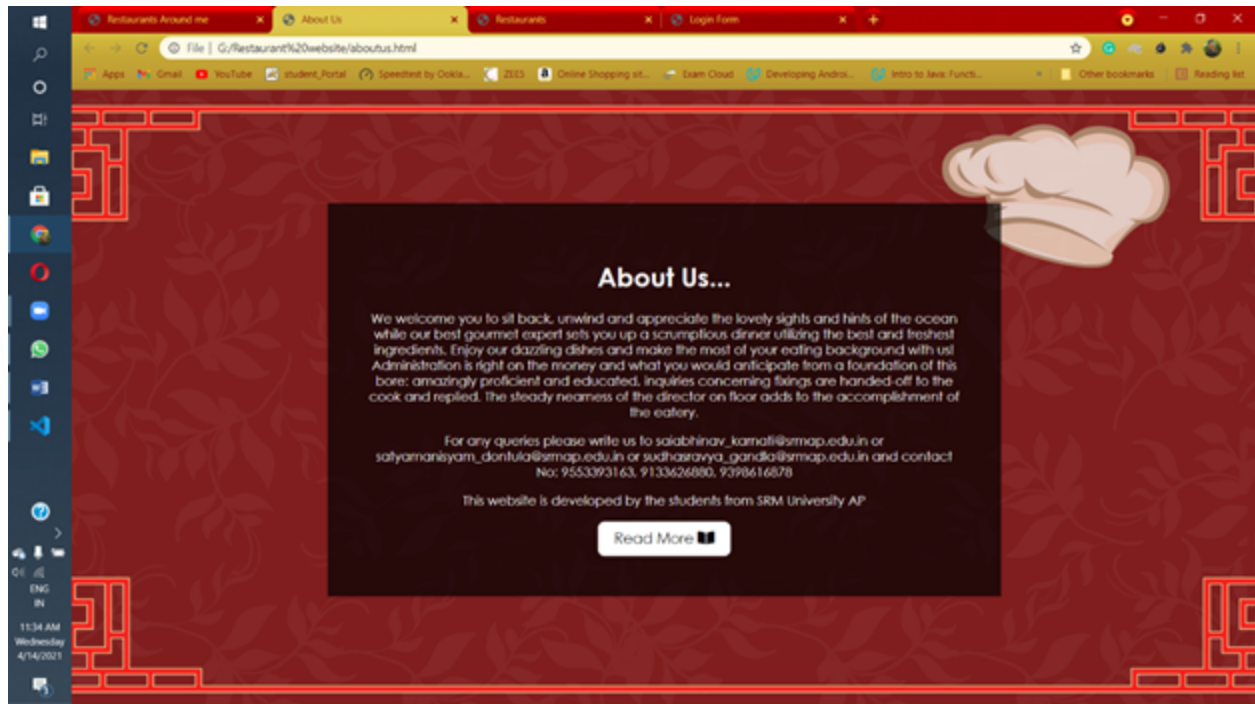 Restaurants Around me
About Us
Restaurants
Login Form
File | G:/Restaurant%20website/aboutus.html
Apps
Gmail
YouTube
student_Portal
Speedtest by Ookla...
ZEE5
Online Shopping sit...
Exam Cloud
Developing Androi...
Intro to Java: Functi...
Other bookmarks
Reading list
About Us...
We welcome you to sit back, unwind and appreciate the lovely sights and hints of the ocean
while our best gourmet expert sets you up a scrumptious dinner utilizing the best and freshest
ingredients. Enjoy our dazzling dishes and make the most of your eating background with us!
Administration is right on the money and what you would anticipate from a foundation of this
bore: amazingly proficient and educated, inquiries concerning fixings are handed-off to the
cook and replied. The steady nearness of the director on floor adds to the accomplishment of
the eatery.
For any queries please write us to saiabhinav_karnati@srmap.edu.in or
satyamanisyam_dontula@srmap.edu.in or sudhasravya_gandla@srmap.edu.in and contact
No: 9553393163, 9133626880, 9398616878
This website is developed by the students from SRM University AP
Read More
ENG
IN
11:34 AM
Wednesday
4/14/2021